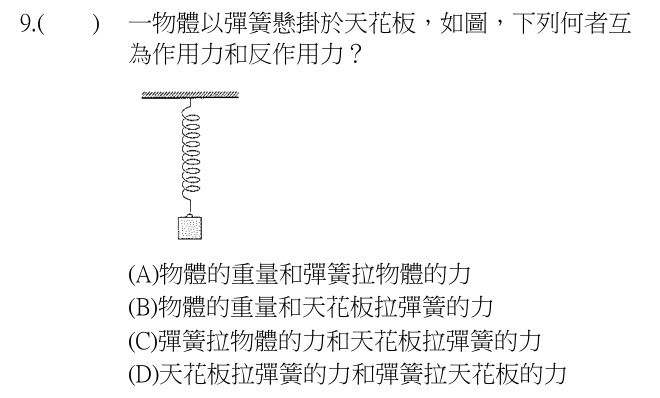 9.(　　) 一物體以彈簧懸掛於天花板，如圖，下列何者互
為作用力和反作用力？
(A)物體的重量和彈簧拉物體的力
(B)物體的重量和天花板拉彈簧的力
(C)彈簧拉物體的力和天花板拉彈簧的力
(D)天花板拉彈簧的力和彈簧拉天花板的力